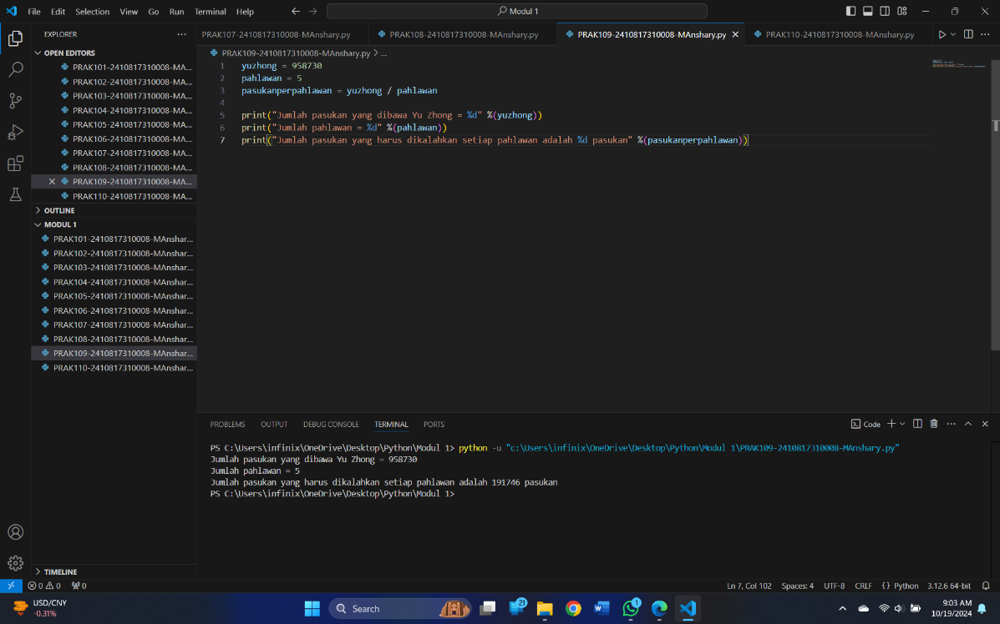 File Edit Selection View Go Run Terminal Help
Modul 1
EXPLORER
PRAK107-2410817310008-MAnshary.py
PRAK108-2410817310008-MAnshary.py
PRAK109-2410817310008-MAnshary.py
PRAK110-2410817310008-MAnshary.py
OPEN EDITORS
PRAK101-2410817310008-MA...
PRAK102-2410817310008-MA...
PRAK103-2410817310008-MA...
PRAK104-2410817310008-MA...
PRAK105-2410817310008-MA...
PRAK106-2410817310008-MA...
PRAK107-2410817310008-MA...
PRAK108-2410817310008-MA...
PRAK109-2410817310008-MA...
PRAK110-2410817310008-MA...
OUTLINE
MODUL 1
PRAK101-2410817310008-MAnshar...
PRAK102-2410817310008-MAnshar...
PRAK103-2410817310008-MAnshar...
PRAK104-2410817310008-MAnshar...
PRAK105-2410817310008-MAnshar...
PRAK106-2410817310008-MAnshar...
PRAK107-2410817310008-MAnshar...
PRAK108-2410817310008-MAnshar...
PRAK109-2410817310008-MAnshar...
PRAK110-2410817310008-MAnshar...
TIMELINE
PRAK109-2410817310008-MAnshary.py > ...
1 yuzhong = 958730
2 pahlawan = 5
3 pasukanperpahlawan = yuzhong / pahlawan
4
5 print("Jumlah pasukan yang dibawa Yu Zhong = %d" %(yuzhong))
6 print("Jumlah pahlawan = %d" %(pahlawan))
7 print("Jumlah pasukan yang harus dikalahkan setiap pahlawan adalah %d pasukan" %(pasukanperpahlawan))
PROBLEMS OUTPUT DEBUG CONSOLE TERMINAL PORTS
Code
PS C:\Users\infinix\OneDrive\Desktop\Python\Modul 1> python -u "c:\Users\infinix\OneDrive\Desktop\Python\Modul 1\PRAK109-2410817310008-MAnshary.py"
Jumlah pasukan yang dibawa Yu Zhong = 958730
Jumlah pahlawan = 5
Jumlah pasukan yang harus dikalahkan setiap pahlawan adalah 191746 pasukan
PS C:\Users\infinix\OneDrive\Desktop\Python\Modul 1>
0 0 0
Ln 7, Col 102 Spaces: 4 UTF-8 CRLF {} Python 3.12.6 64-bit
USD/CNY
-0.31%
Search
21
1
9:03 AM
10/19/2024